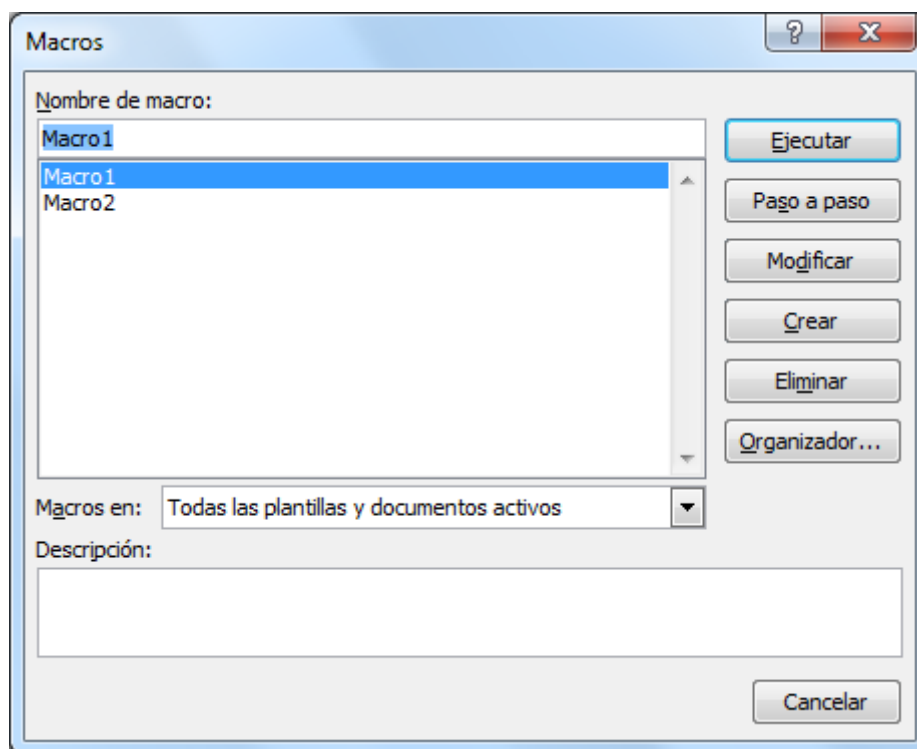 Macros
Nombre de macro:
Macro1
Ejecutar
Macro1
Macro2
Paso a paso
Modificar
Crear
Eliminar
Organizador...
Macros en: Todas las plantillas y documentos activos
Descripción:
Cancelar